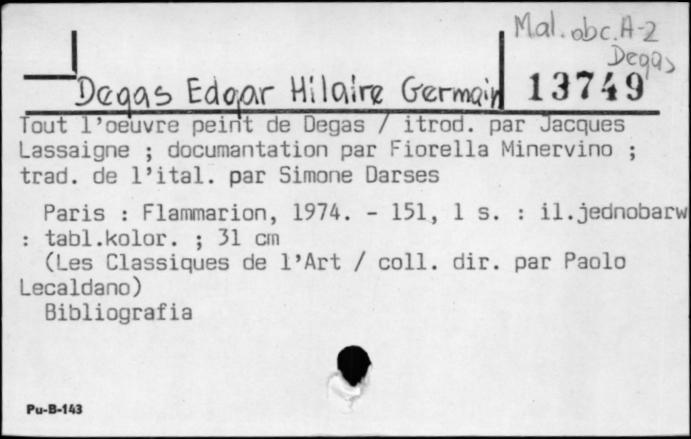 Mal. obc. A-2
Degas
Degas Edgar Hilaire Germain 13749
Tout l'oeuvre peint de Degas / itrod. par Jacques
Lassaigne ; documantation par Fiorella Minervino ;
trad. de l'ital. par Simone Darses
Paris : Flammarion, 1974. - 151, 1 s. : il.jednobarw
: tabl.kolor. ; 31 cm
(Les Classiques de l'Art / coll. dir. par Paolo
Lecaldano)
Bibliografia
Pu-B-143